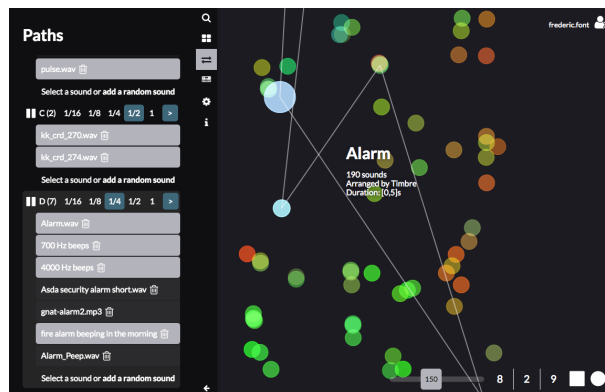 Paths
pulse.wav
Select a sound or add a random sound
C (2) 1/16 1/8 1/4 1/2 1 >
kk_crd_270.wav
kk_crd_274.wav
Select a sound or add a random sound
D (7) 1/16 1/8 1/4 1/2 1 >
Alarm.wav
700 Hz beeps
4000 Hz beeps
Asda security alarm short.wav
gnat-alarm2.mp3
fire alarm beeping in the morning
Alarm_Peep.wav
Select a sound or add a random sound
frederic.font
Alarm
190 sounds
Arranged by Timbre
Duration: [0,5]s
150 8 2 9